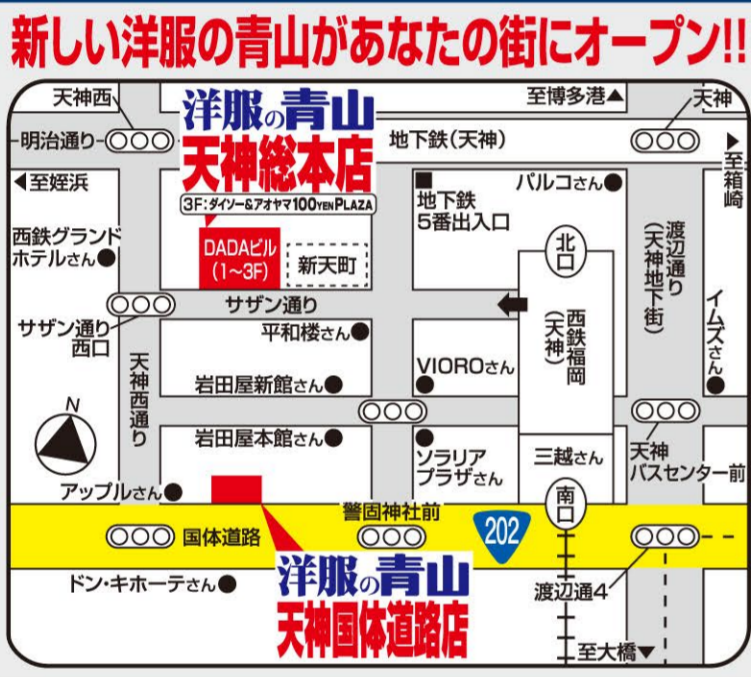 新しい洋服の青山があなたの街にオープン!!
天神西
至博多港▲
天神
洋服の青山
天神総本店
3F:ダイソー&アオヤマ100YEN PLAZA
明治通り
地下鉄(天神)
◀至姪浜
▶至箱崎
地下鉄
5番出入口
パルコさん
西鉄グランド
ホテルさん
DADAビル
(1~3F)
新天町
北口
渡辺通り
(天神地下街)
サザン通り
サザン通り
西口
平和楼さん
西鉄福岡
(天神)
イムズさん
天神西通り
VIOROさん
岩田屋新館さん
N
岩田屋本館さん
ソラリア
プラザさん
三越さん
天神
バスセンター前
アップルさん
南口
警固神社前
国体道路
202
洋服の青山
天神国体道路店
ドン・キホーテさん
渡辺通4
至大橋▼